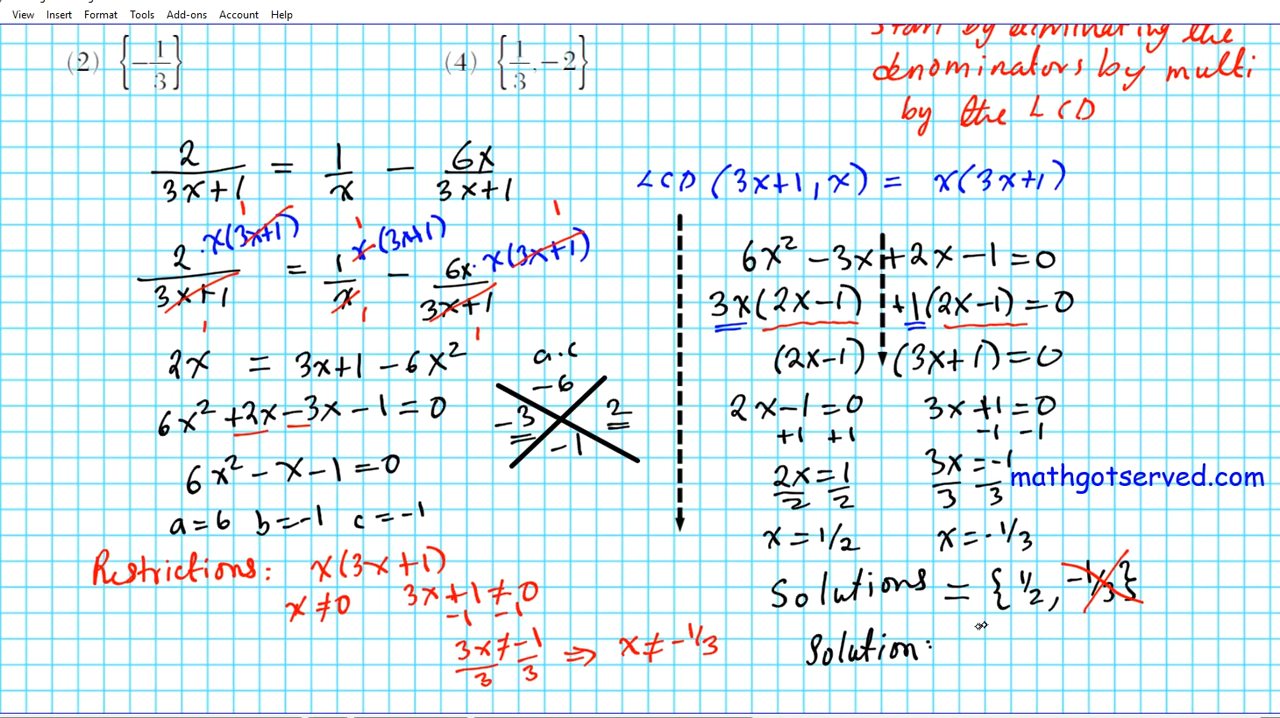 View Insert Format Tools Add-ons Account Help
(2) {-1/3}
(4) {1/3, -2}
start by eliminating the
denominators by multi
by the LCD
2/(3x+1) = 1/x - 6x/(3x+1)
LCD (3x+1, x) = x(3x+1)
2·x(3x+1)/(3x+1) = 1·x(3x+1)/x - 6x·x(3x+1)/(3x+1)
1 1 1
1 1 1
2x = 3x+1 - 6x²
6x² +2x -3x -1 = 0
6x² - x - 1 = 0
a=6 b=-1 c=-1
a·c
-6
-3 2
-1
Restrictions: x(3x+1)
x≠0 3x+1≠0
-1 -1
3x/3 ≠ -1/3 ⇒ x≠-1/3
6x² - 3x + 2x - 1 = 0
3x(2x-1) +1(2x-1) = 0
(2x-1) (3x+1) = 0
2x-1=0 3x+1=0
+1 +1 -1 -1
2x/2 = 1/2 3x/3 = -1/3
mathgotserved.com
x=1/2 x=-1/3
Solutions = {1/2, -1/3}
Solution: